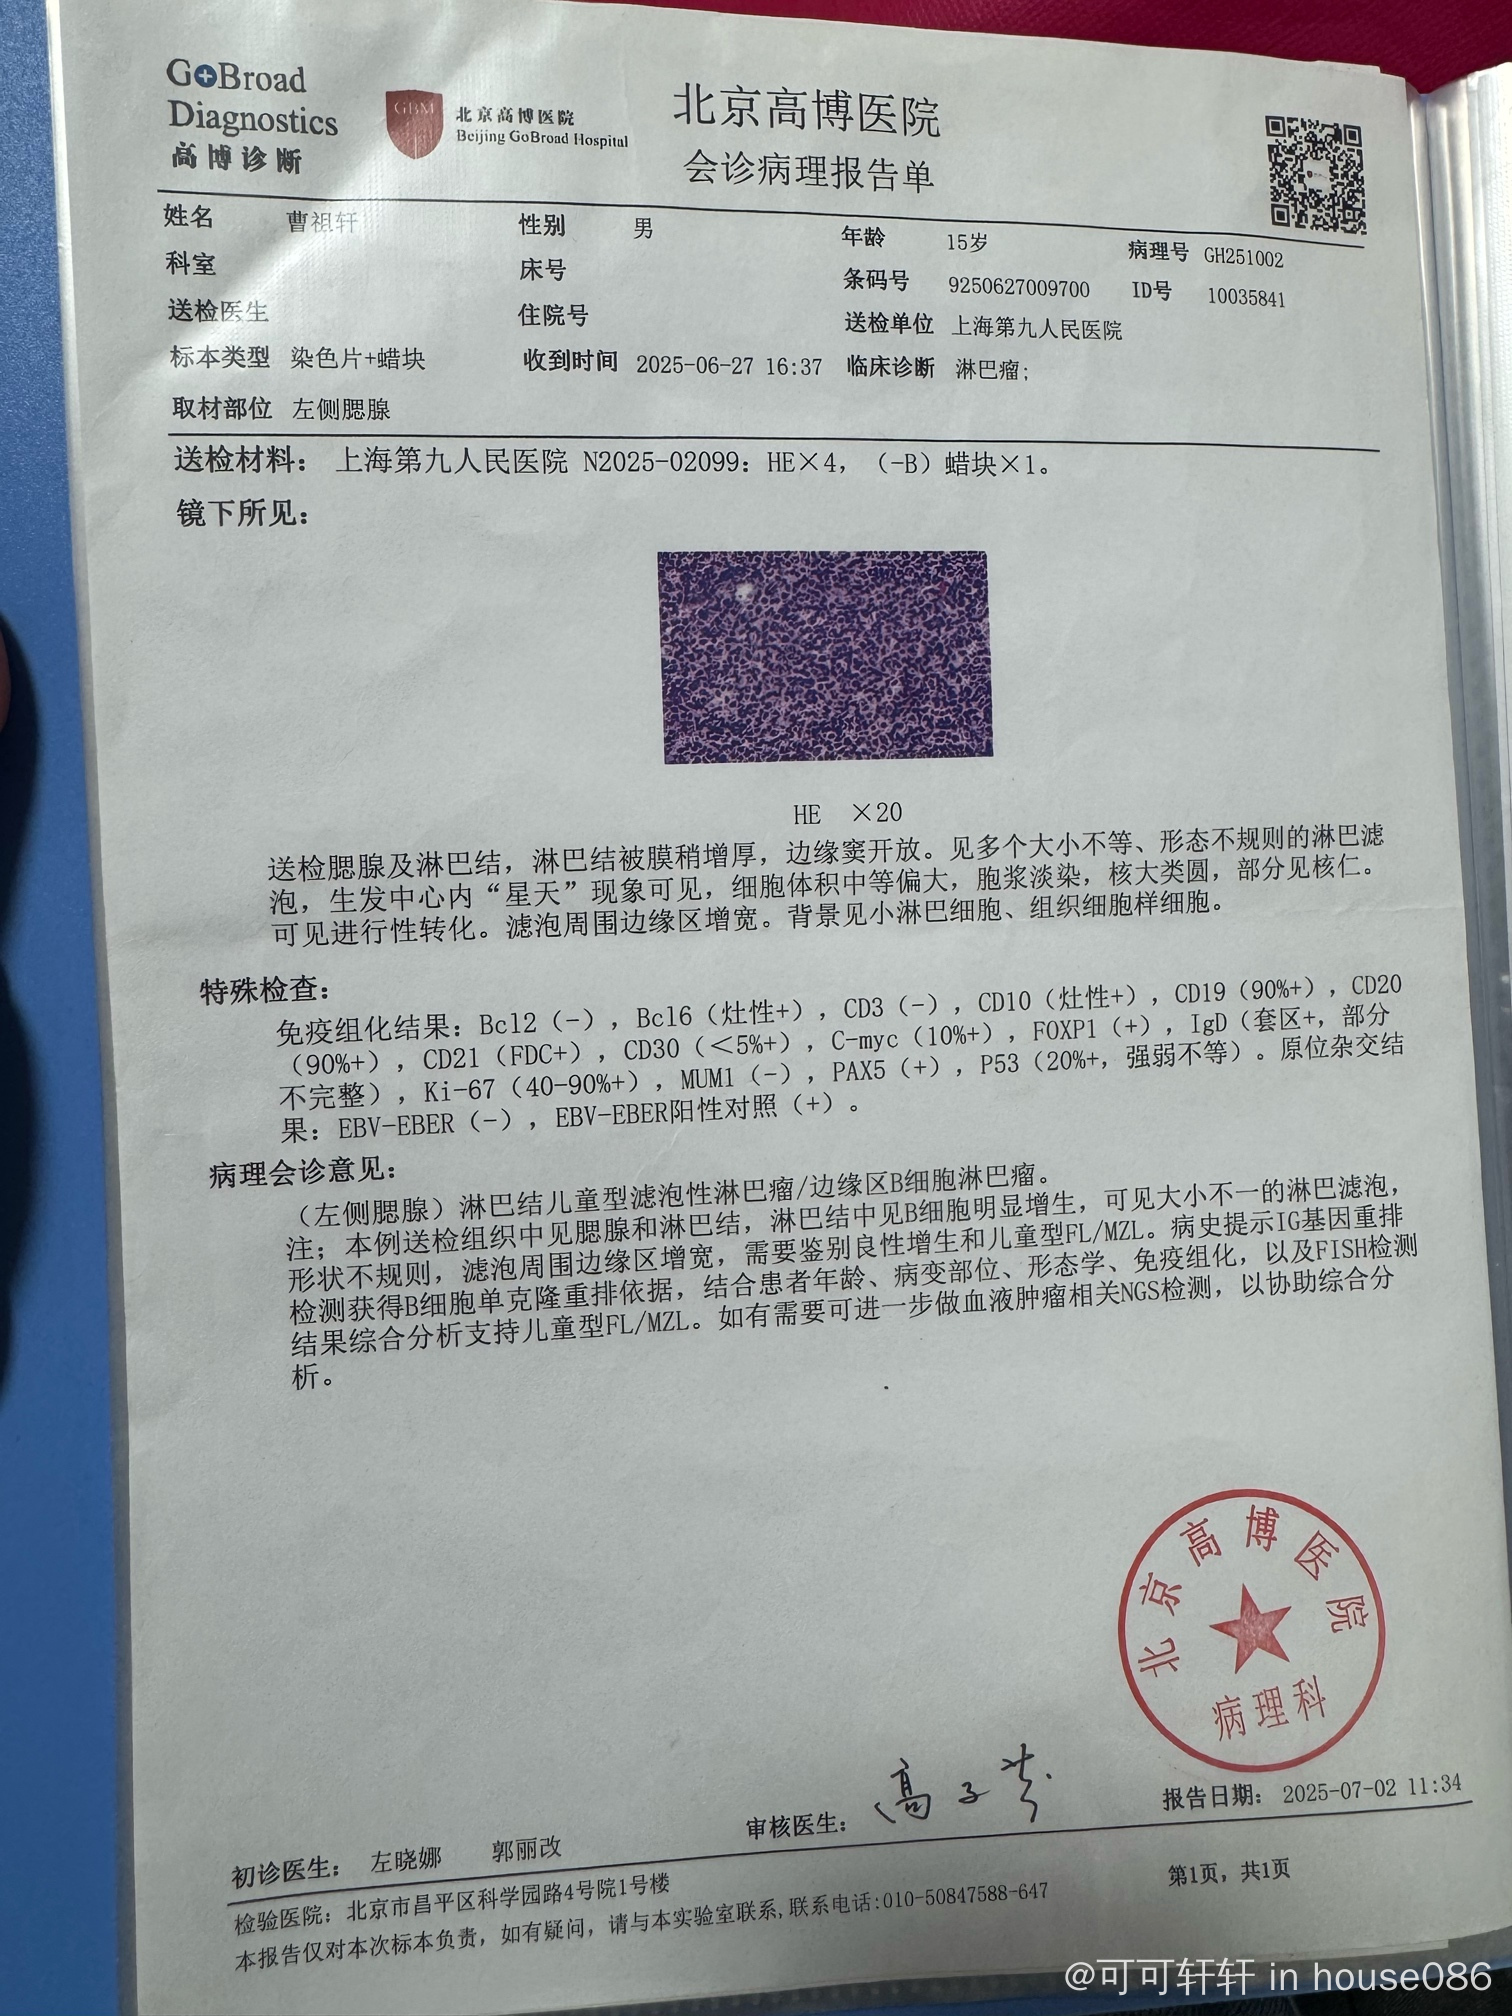 GoBroad
Diagnostics
高博诊断
GBM
北京高博医院
Beijing GoBroad Hospital
北京高博医院
会诊病理报告单
姓名 曹祖轩 性别 男 年龄 15岁 病理号 GH251002
科室 床号 条码号 9250627009700 ID号 10035841
送检医生 住院号 送检单位 上海第九人民医院
标本类型 染色片+蜡块 收到时间 2025-06-27 16:37 临床诊断 淋巴瘤;
取材部位 左侧腮腺
送检材料： 上海第九人民医院 N2025-02099：HE×4，（-B）蜡块×1。
镜下所见：
HE ×20
送检腮腺及淋巴结，淋巴结被膜稍增厚，边缘窦开放。见多个大小不等、形态不规则的淋巴滤
泡，生发中心内“星天”现象可见，细胞体积中等偏大，胞浆淡染，核大类圆，部分见核仁。
可见进行性转化。滤泡周围边缘区增宽。背景见小淋巴细胞、组织细胞样细胞。
特殊检查：
免疫组化结果：Bcl2（-），Bcl6（灶性+），CD3（-），CD10（灶性+），CD19（90%+），CD20
（90%+），CD21（FDC+），CD30（＜5%+），C-myc（10%+），FOXP1（+），IgD（套区+，部分
不完整），Ki-67（40-90%+），MUM1（-），PAX5（+），P53（20%+，强弱不等）。原位杂交结
果：EBV-EBER（-），EBV-EBER阳性对照（+）。
病理会诊意见：
（左侧腮腺）淋巴结儿童型滤泡性淋巴瘤/边缘区B细胞淋巴瘤。
注；本例送检组织中见腮腺和淋巴结，淋巴结中见B细胞明显增生，可见大小不一的淋巴滤泡，
形状不规则，滤泡周围边缘区增宽，需要鉴别良性增生和儿童型FL/MZL。病史提示IG基因重排
检测获得B细胞单克隆重排依据，结合患者年龄、病变部位、形态学、免疫组化，以及FISH检测
结果综合分析支持儿童型FL/MZL。如有需要可进一步做血液肿瘤相关NGS检测，以协助综合分
析。
北京高博医院
病理科
初诊医生： 左晓娜 郭丽改 审核医生： 高子芬 报告日期： 2025-07-02 11:34
检验医院：北京市昌平区科学园路4号院1号楼 第1页，共1页
本报告仅对本次标本负责，如有疑问，请与本实验室联系,联系电话:010-50847588-647
@可可轩轩 in house086